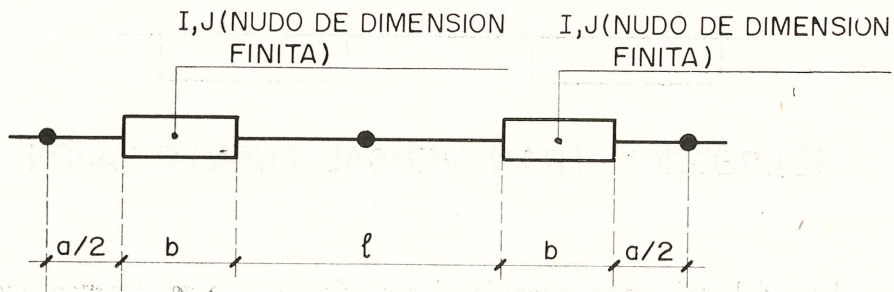 I,J(NUDO DE DIMENSION
FINITA)
I,J(NUDO DE DIMENSION
FINITA)
a/2
b
ℓ
b
a/2